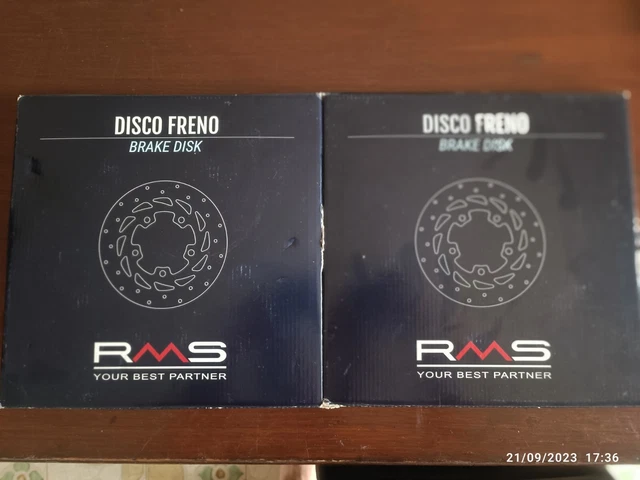 DISCO FRENO
BRAKE DISK
RMS
YOUR BEST PARTNER
DISCO FRENO
BRAKE DISK
RMS
YOUR BEST PARTNER
21/09/2023 17:36